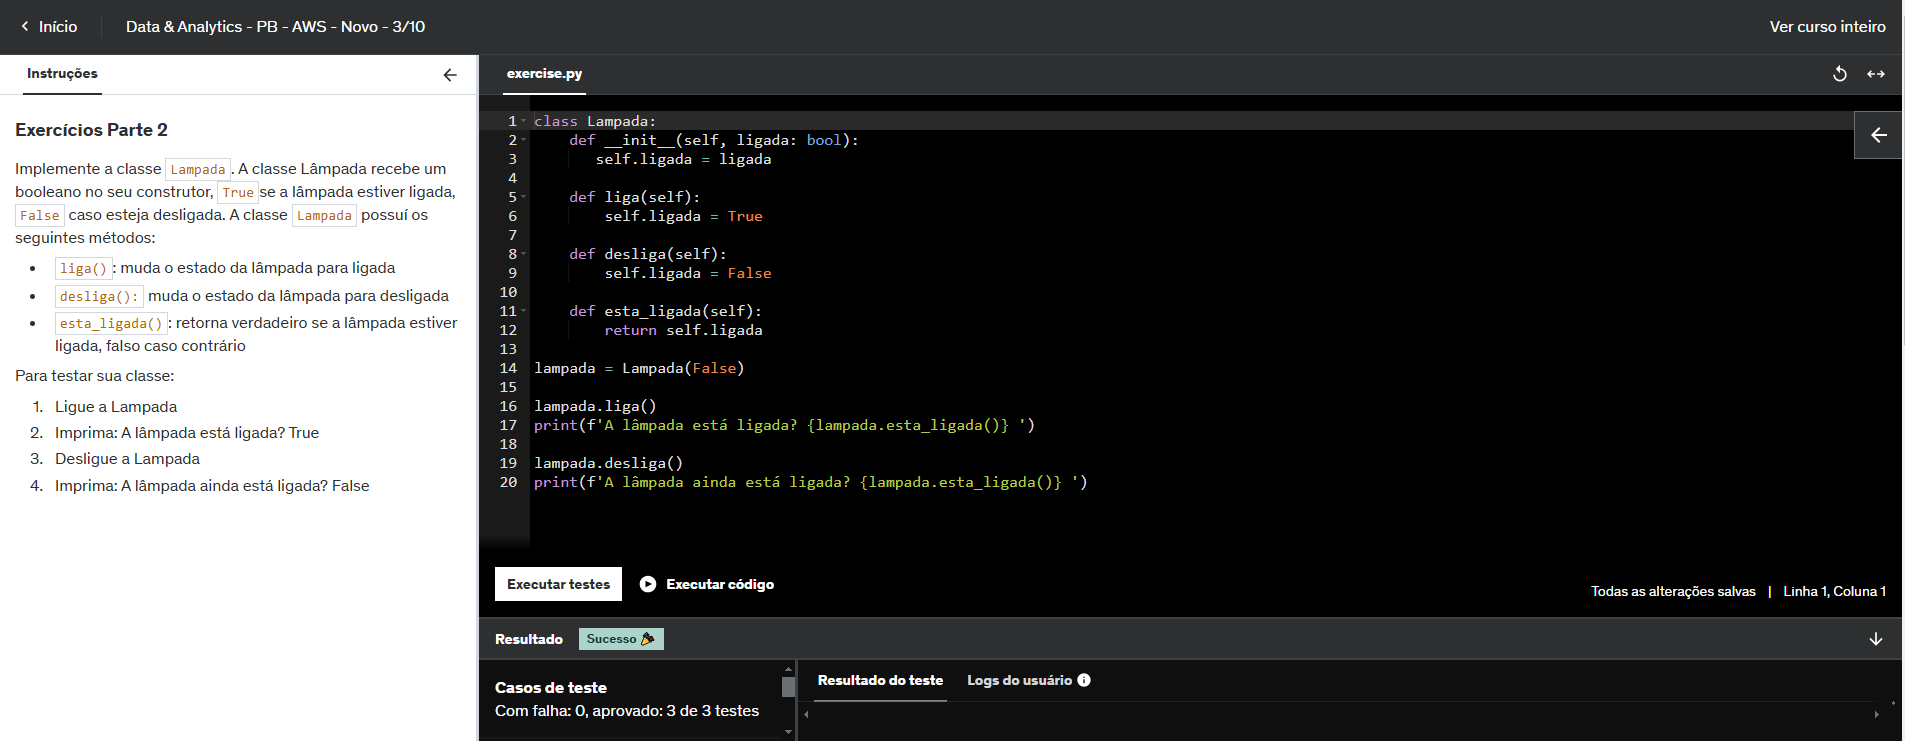 Início
Data & Analytics - PB - AWS - Novo - 3/10
Ver curso inteiro
Instruções
Exercícios Parte 2
Implemente a classe Lampada . A classe Lâmpada recebe um
booleano no seu construtor, True se a lâmpada estiver ligada,
False caso esteja desligada. A classe Lampada possuí os
seguintes métodos:
• liga() : muda o estado da lâmpada para ligada
• desliga(): muda o estado da lâmpada para desligada
• esta_ligada() : retorna verdadeiro se a lâmpada estiver
ligada, falso caso contrário
Para testar sua classe:
1. Ligue a Lampada
2. Imprima: A lâmpada está ligada? True
3. Desligue a Lampada
4. Imprima: A lâmpada ainda está ligada? False
exercise.py
1 class Lampada:
2     def __init__(self, ligada: bool):
3        self.ligada = ligada
4
5     def liga(self):
6         self.ligada = True
7
8     def desliga(self):
9         self.ligada = False
10
11     def esta_ligada(self):
12         return self.ligada
13
14 lampada = Lampada(False)
15
16 lampada.liga()
17 print(f'A lâmpada está ligada? {lampada.esta_ligada()} ')
18
19 lampada.desliga()
20 print(f'A lâmpada ainda está ligada? {lampada.esta_ligada()} ')
Executar testes
Executar código
Todas as alterações salvas | Linha 1, Coluna 1
Resultado
Sucesso
Casos de teste
Com falha: 0, aprovado: 3 de 3 testes
Resultado do teste
Logs do usuário